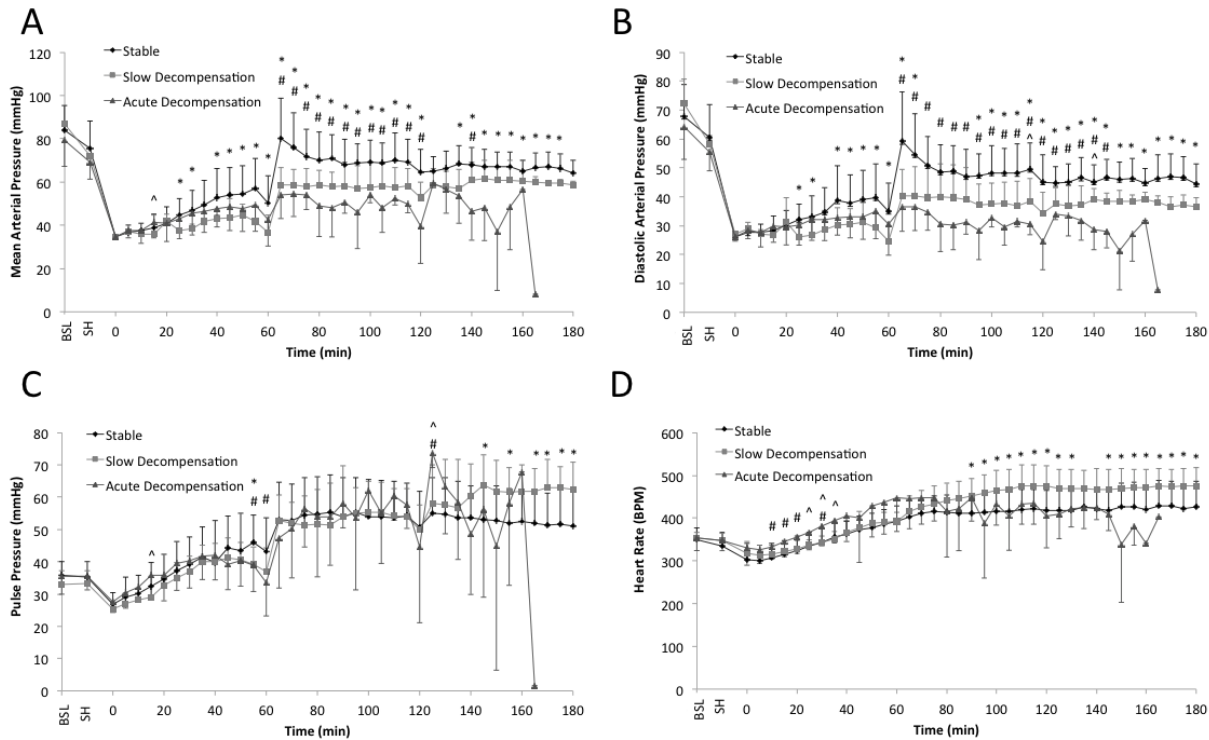 A
Mean Arterial Pressure (mmHg)
120
100
80
60
40
20
0
Stable
Slow Decompensation
Acute Decompensation
BSL
SH
0
20
40
60
80
100
120
140
160
180
Time (min)
B
Diastolic Arterial Pressure (mmHg)
90
80
70
60
50
40
30
20
10
0
Stable
Slow Decompensation
Acute Decompensation
BSL
SH
0
20
40
60
80
100
120
140
160
180
Time (min)
C
Pulse Pressure (mmHg)
80
70
60
50
40
30
20
10
0
Stable
Slow Decompensation
Acute Decompensation
BSL
SH
0
20
40
60
80
100
120
140
160
180
Time (min)
D
Heart Rate (BPM)
600
500
400
300
200
100
0
Stable
Slow Decompensation
Acute Decompensation
BSL
SH
0
20
40
60
80
100
120
140
160
180
Time (min)